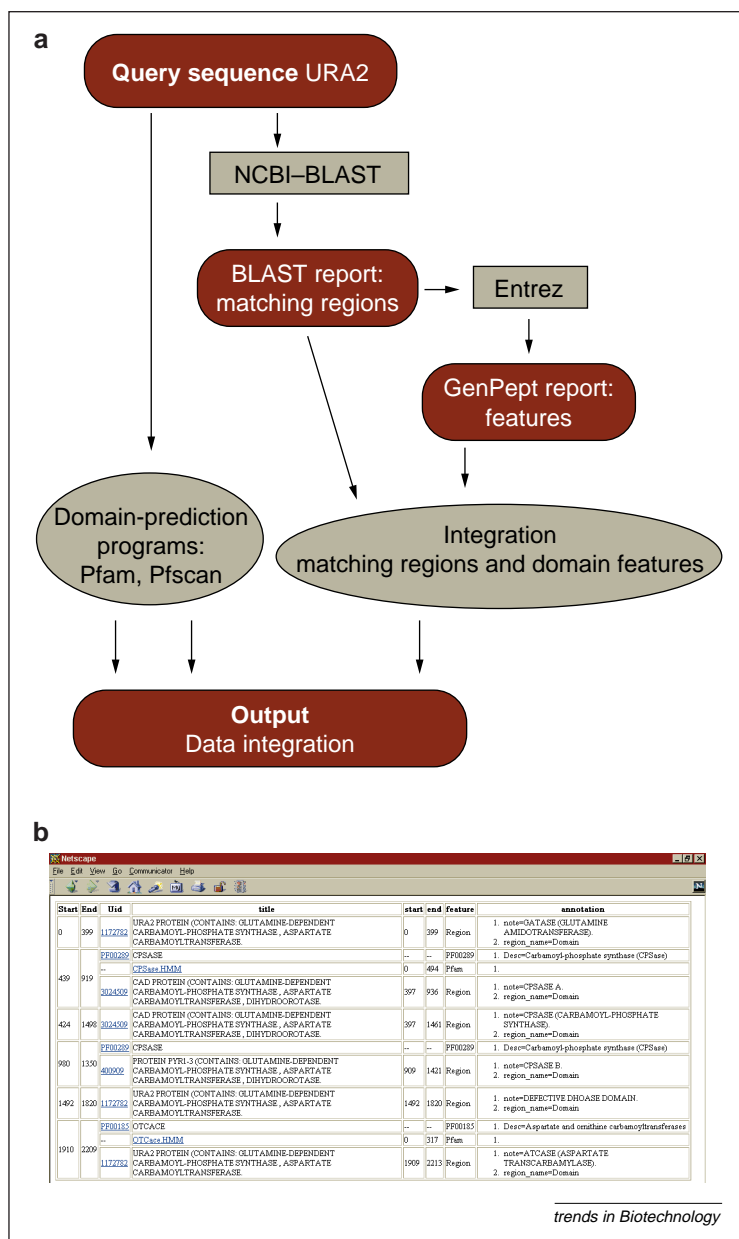 a
Query sequence URA2
NCBI–BLAST
BLAST report:
matching regions
Entrez
GenPept report:
features
Domain-prediction
programs:
Pfam, Pfscan
Integration
matching regions and domain features
Output
Data integration
b
Netscape
File Edit View Go Communicator Help
Start End Uid title start end feature annotation
0 399 1172782 URA2 PROTEIN (CONTAINS: GLUTAMINE-DEPENDENT
CARBAMOYL-PHOSPHATE SYNTHASE , ASPARTATE
CARBAMOYLTRANSFERASE. 0 399 Region 1. note=GATASE (GLUTAMINE
AMIDOTRANSFERASE).
2. region_name=Domain
439 919 PF00289 CPSASE -- -- PF00289 1. Desc=Carbamoyl-phosphate synthase (CPSase)
-- CPSase.HMM 0 494 Pfam 1.
3024509 CAD PROTEIN (CONTAINS: GLUTAMINE-DEPENDENT
CARBAMOYL-PHOSPHATE SYNTHASE , ASPARTATE
CARBAMOYLTRANSFERASE , DIHYDROOROTASE. 397 936 Region 1. note=CPSASE A.
2. region_name=Domain
424 1498 3024509 CAD PROTEIN (CONTAINS: GLUTAMINE-DEPENDENT
CARBAMOYL-PHOSPHATE SYNTHASE , ASPARTATE
CARBAMOYLTRANSFERASE , DIHYDROOROTASE. 397 1461 Region 1. note=CPSASE (CARBAMOYL-PHOSPHATE
SYNTHASE).
2. region_name=Domain
980 1350 PF00289 CPSASE -- -- PF00289 1. Desc=Carbamoyl-phosphate synthase (CPSase)
400909 PROTEIN PYR1-3 (CONTAINS: GLUTAMINE-DEPENDENT
CARBAMOYL-PHOSPHATE SYNTHASE , ASPARTATE
CARBAMOYLTRANSFERASE , DIHYDROOROTASE. 909 1421 Region 1. note=CPSASE B.
2. region_name=Domain
1492 1820 1172782 URA2 PROTEIN (CONTAINS: GLUTAMINE-DEPENDENT
CARBAMOYL-PHOSPHATE SYNTHASE , ASPARTATE
CARBAMOYLTRANSFERASE. 1492 1820 Region 1. note=DEFECTIVE DHOASE DOMAIN.
2. region_name=Domain
1910 2209 PF00185 OTCACE -- -- PF00185 1. Desc=Aspartate and ornithine carbamoyltransferases
-- OTCace.HMM 0 317 Pfam 1.
1172782 URA2 PROTEIN (CONTAINS: GLUTAMINE-DEPENDENT
CARBAMOYL-PHOSPHATE SYNTHASE , ASPARTATE
CARBAMOYLTRANSFERASE. 1909 2213 Region 1. note=ATCASE (ASPARTATE
TRANSCARBAMYLASE).
2. region_name=Domain
trends in Biotechnology